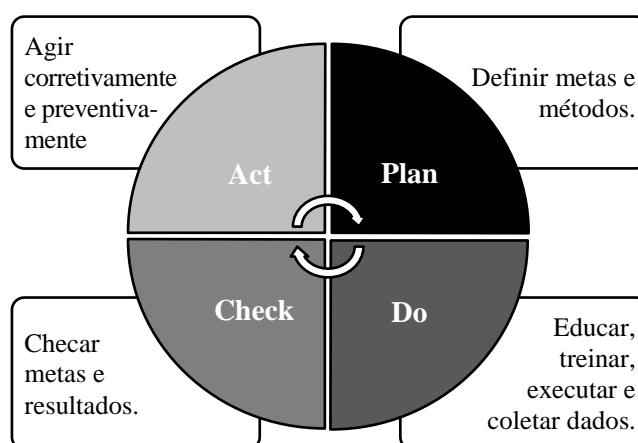 Agir
corretivamente
e preventiva-
mente
Definir metas e
métodos.
Act
Plan
Check
Do
Checar
metas e
resultados.
Educar,
treinar,
executar e
coletar dados.